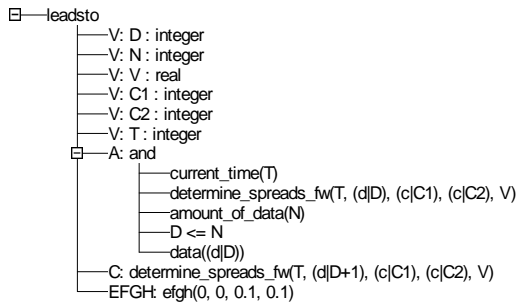 leadsto
V: D : integer
V: N : integer
V: V : real
V: C1 : integer
V: C2 : integer
V: T : integer
A: and
current_time(T)
determine_spreads_fw(T, (d|D), (c|C1), (c|C2), V)
amount_of_data(N)
D <= N
data((d|D))
C: determine_spreads_fw(T, (d|D+1), (c|C1), (c|C2), V)
EFGH: efgh(0, 0, 0.1, 0.1)